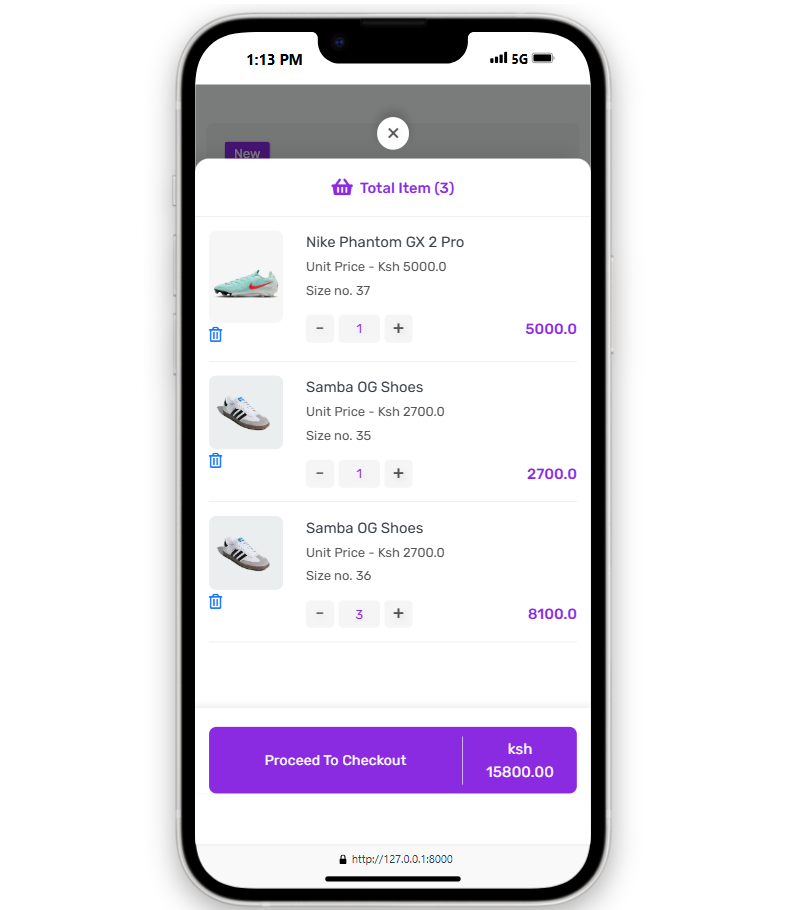 1:13 PM
5G
New
Total Item (3)
Nike Phantom GX 2 Pro
Unit Price - Ksh 5000.0
Size no. 37
- 1 +
5000.0
Samba OG Shoes
Unit Price - Ksh 2700.0
Size no. 35
- 1 +
2700.0
Samba OG Shoes
Unit Price - Ksh 2700.0
Size no. 36
- 3 +
8100.0
Proceed To Checkout
ksh
15800.00
http://127.0.0.1:8000